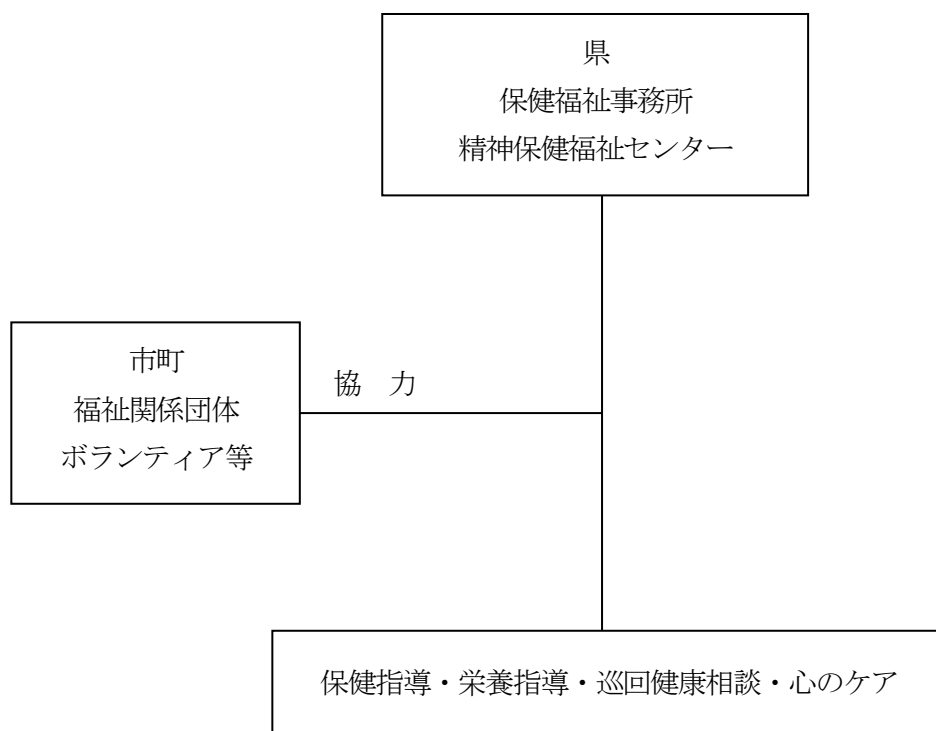 県
保健福祉事務所
精神保健福祉センター
市町
福祉関係団体
ボランティア等
協　力
保健指導・栄養指導・巡回健康相談・心のケア